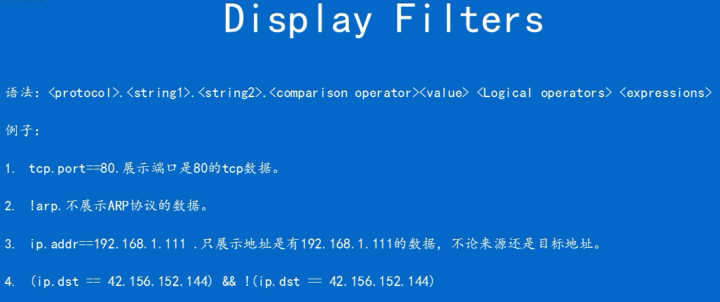 Display Filters
语法：<protocol>.<string1>.<string2>.<comparison operator><value> <Logical operators> <expressions>
例子：
1. tcp.port==80.展示端口是80的tcp数据。
2. !arp.不展示ARP协议的数据。
3. ip.addr==192.168.1.111 .只展示地址是有192.168.1.111的数据，不论来源还是目标地址。
4. (ip.dst == 42.156.152.144) && !(ip.dst == 42.156.152.144)